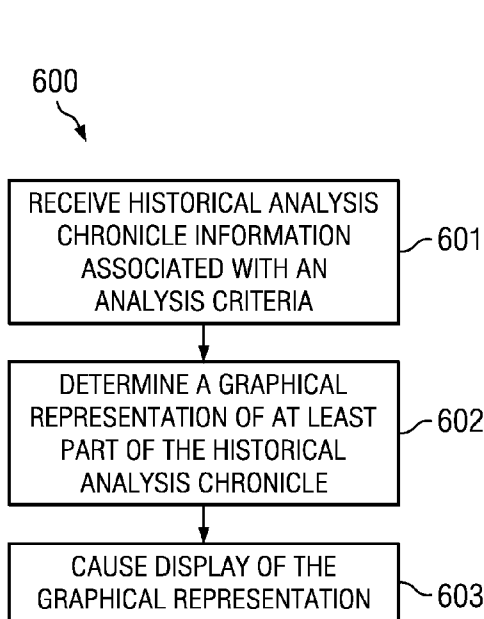 600
RECEIVE HISTORICAL ANALYSIS
CHRONICLE INFORMATION
ASSOCIATED WITH AN
ANALYSIS CRITERIA
601
DETERMINE A GRAPHICAL
REPRESENTATION OF AT LEAST
PART OF THE HISTORICAL
ANALYSIS CHRONICLE
602
CAUSE DISPLAY OF THE
GRAPHICAL REPRESENTATION
603